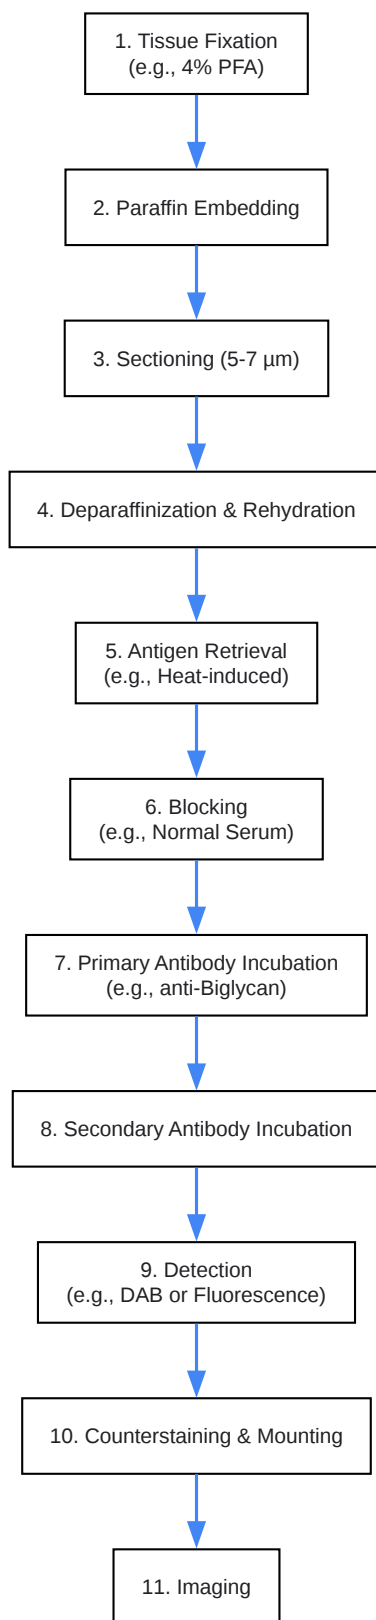 1. Tissue Fixation
(e.g., 4% PFA)
2. Paraffin Embedding
3. Sectioning (5-7 µm)
4. Deparaffinization & Rehydration
5. Antigen Retrieval
(e.g., Heat-induced)
6. Blocking
(e.g., Normal Serum)
7. Primary Antibody Incubation
(e.g., anti-Biglycan)
8. Secondary Antibody Incubation
9. Detection
(e.g., DAB or Fluorescence)
10. Counterstaining & Mounting
11. Imaging